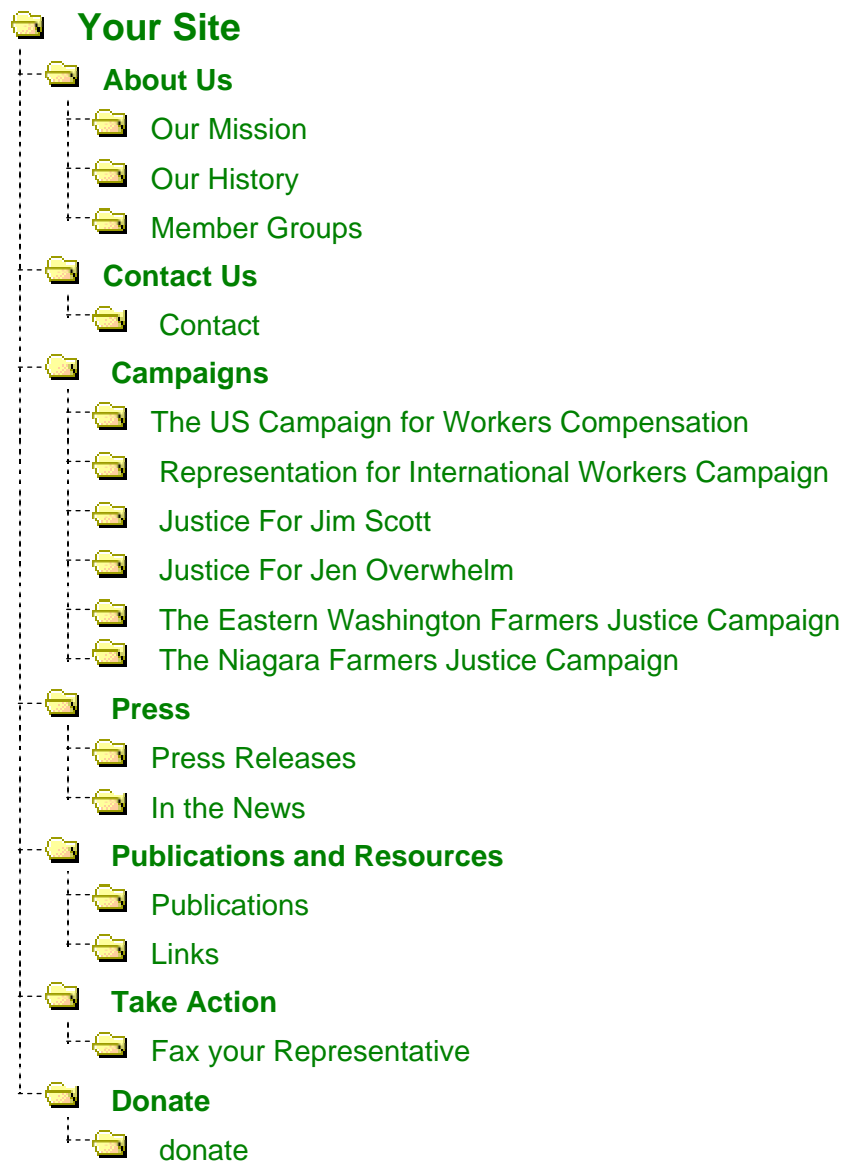 Your Site
About Us
Our Mission
Our History
Member Groups
Contact Us
Contact
Campaigns
The US Campaign for Workers Compensation
Representation for International Workers Campaign
Justice For Jim Scott
Justice For Jen Overwhelm
The Eastern Washington Farmers Justice Campaign
The Niagara Farmers Justice Campaign
Press
Press Releases
In the News
Publications and Resources
Publications
Links
Take Action
Fax your Representative
Donate
donate